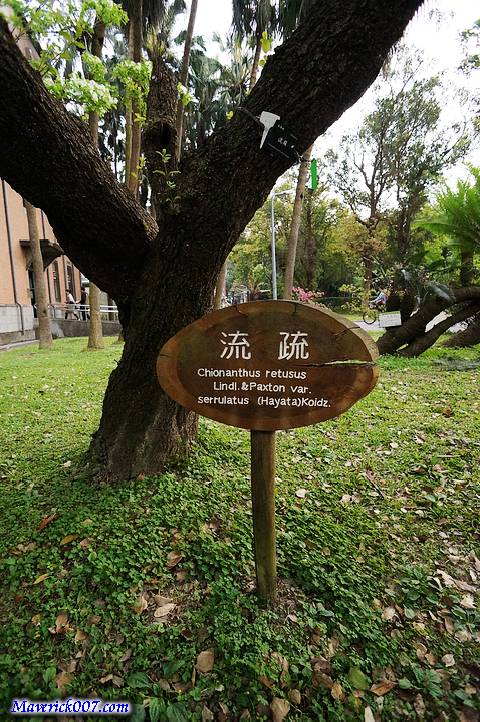 流疏
Chionanthus retusus
Lindl.&Paxton var.
serrulatus (Hayata)Koidz.
Maverick007.com